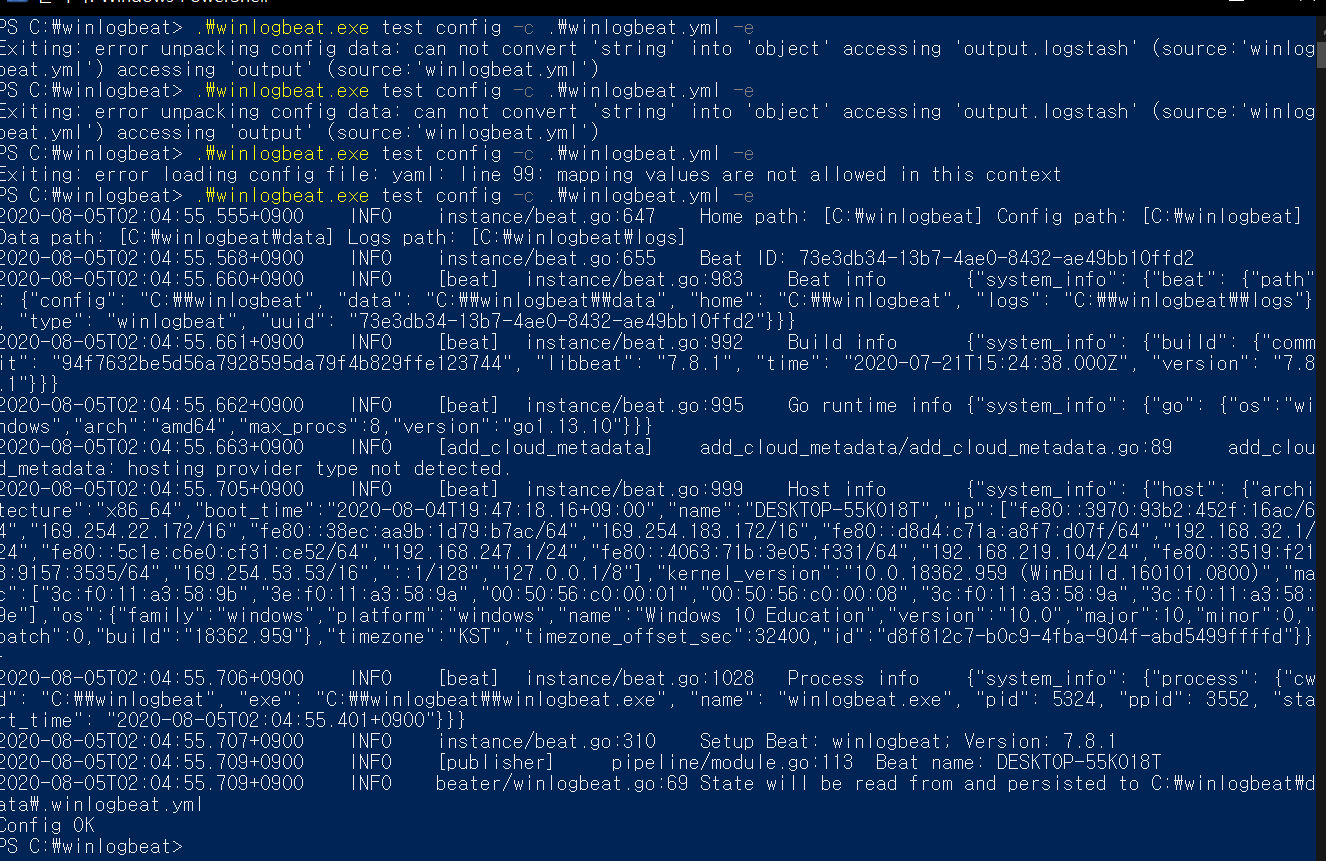 Windows PowerShell
PS C:₩winlogbeat> .₩winlogbeat.exe test config -c .₩winlogbeat.yml -e
Exiting: error unpacking config data: can not convert 'string' into 'object' accessing 'output.logstash' (source:'winlog
beat.yml') accessing 'output' (source:'winlogbeat.yml')
PS C:₩winlogbeat> .₩winlogbeat.exe test config -c .₩winlogbeat.yml -e
Exiting: error unpacking config data: can not convert 'string' into 'object' accessing 'output.logstash' (source:'winlog
beat.yml') accessing 'output' (source:'winlogbeat.yml')
PS C:₩winlogbeat> .₩winlogbeat.exe test config -c .₩winlogbeat.yml -e
Exiting: error loading config file: yaml: line 99: mapping values are not allowed in this context
PS C:₩winlogbeat> .₩winlogbeat.exe test config -c .₩winlogbeat.yml -e
2020-08-05T02:04:55.555+0900 INFO instance/beat.go:647 Home path: [C:₩winlogbeat] Config path: [C:₩winlogbeat]
Data path: [C:₩winlogbeat₩data] Logs path: [C:₩winlogbeat₩logs]
2020-08-05T02:04:55.568+0900 INFO instance/beat.go:655 Beat ID: 73e3db34-13b7-4ae0-8432-ae49bb10ffd2
2020-08-05T02:04:55.660+0900 INFO [beat] instance/beat.go:983 Beat info {"system_info": {"beat": {"path"
: {"config": "C:₩₩winlogbeat", "data": "C:₩₩winlogbeat₩₩data", "home": "C:₩₩winlogbeat", "logs": "C:₩₩winlogbeat₩₩logs"}
, "type": "winlogbeat", "uuid": "73e3db34-13b7-4ae0-8432-ae49bb10ffd2"}}}
2020-08-05T02:04:55.661+0900 INFO [beat] instance/beat.go:992 Build info {"system_info": {"build": {"comm
it": "94f7632be5d56a7928595da79f4b829ffe123744", "libbeat": "7.8.1", "time": "2020-07-21T15:24:38.000Z", "version": "7.8
.1"}}}
2020-08-05T02:04:55.662+0900 INFO [beat] instance/beat.go:995 Go runtime info {"system_info": {"go": {"os":"wi
ndows","arch":"amd64","max_procs":8,"version":"go1.13.10"}}}
2020-08-05T02:04:55.663+0900 INFO [add_cloud_metadata] add_cloud_metadata/add_cloud_metadata.go:89 add_clou
d_metadata: hosting provider type not detected.
2020-08-05T02:04:55.705+0900 INFO [beat] instance/beat.go:999 Host info {"system_info": {"host": {"archi
tecture":"x86_64","boot_time":"2020-08-04T19:47:18.16+09:00","name":"DESKTOP-55K018T","ip":["fe80::3970:93b2:452f:16ac/6
4","169.254.22.172/16","fe80::38ec:aa9b:1d79:b7ac/64","169.254.183.172/16","fe80::d8d4:c71a:a8f7:d07f/64","192.168.32.1/
24","fe80::5c1e:c6e0:cf31:ce52/64","192.168.247.1/24","fe80::4063:71b:3e05:f331/64","192.168.219.104/24","fe80::3519:f21
8:9157:3535/64","169.254.53.53/16","::1/128","127.0.0.1/8"],"kernel_version":"10.0.18362.959 (WinBuild.160101.0800)","ma
c":["3c:f0:11:a3:58:9b","3e:f0:11:a3:58:9a","00:50:56:c0:00:01","00:50:56:c0:00:08","3c:f0:11:a3:58:9a","3c:f0:11:a3:58:
9e"],"os":{"family":"windows","platform":"windows","name":"Windows 10 Education","version":"10.0","major":10,"minor":0,"
patch":0,"build":"18362.959"},"timezone":"KST","timezone_offset_sec":32400,"id":"d8f812c7-b0c9-4fba-904f-abd5499ffffd"}}
2020-08-05T02:04:55.706+0900 INFO [beat] instance/beat.go:1028 Process info {"system_info": {"process": {"cw
d": "C:₩₩winlogbeat", "exe": "C:₩₩winlogbeat₩₩winlogbeat.exe", "name": "winlogbeat.exe", "pid": 5324, "ppid": 3552, "sta
rt_time": "2020-08-05T02:04:55.401+0900"}}}
2020-08-05T02:04:55.707+0900 INFO instance/beat.go:310 Setup Beat: winlogbeat; Version: 7.8.1
2020-08-05T02:04:55.709+0900 INFO [publisher] pipeline/module.go:113 Beat name: DESKTOP-55K018T
2020-08-05T02:04:55.709+0900 INFO beater/winlogbeat.go:69 State will be read from and persisted to C:₩winlogbeat₩d
ata₩.winlogbeat.yml
Config OK
PS C:₩winlogbeat>